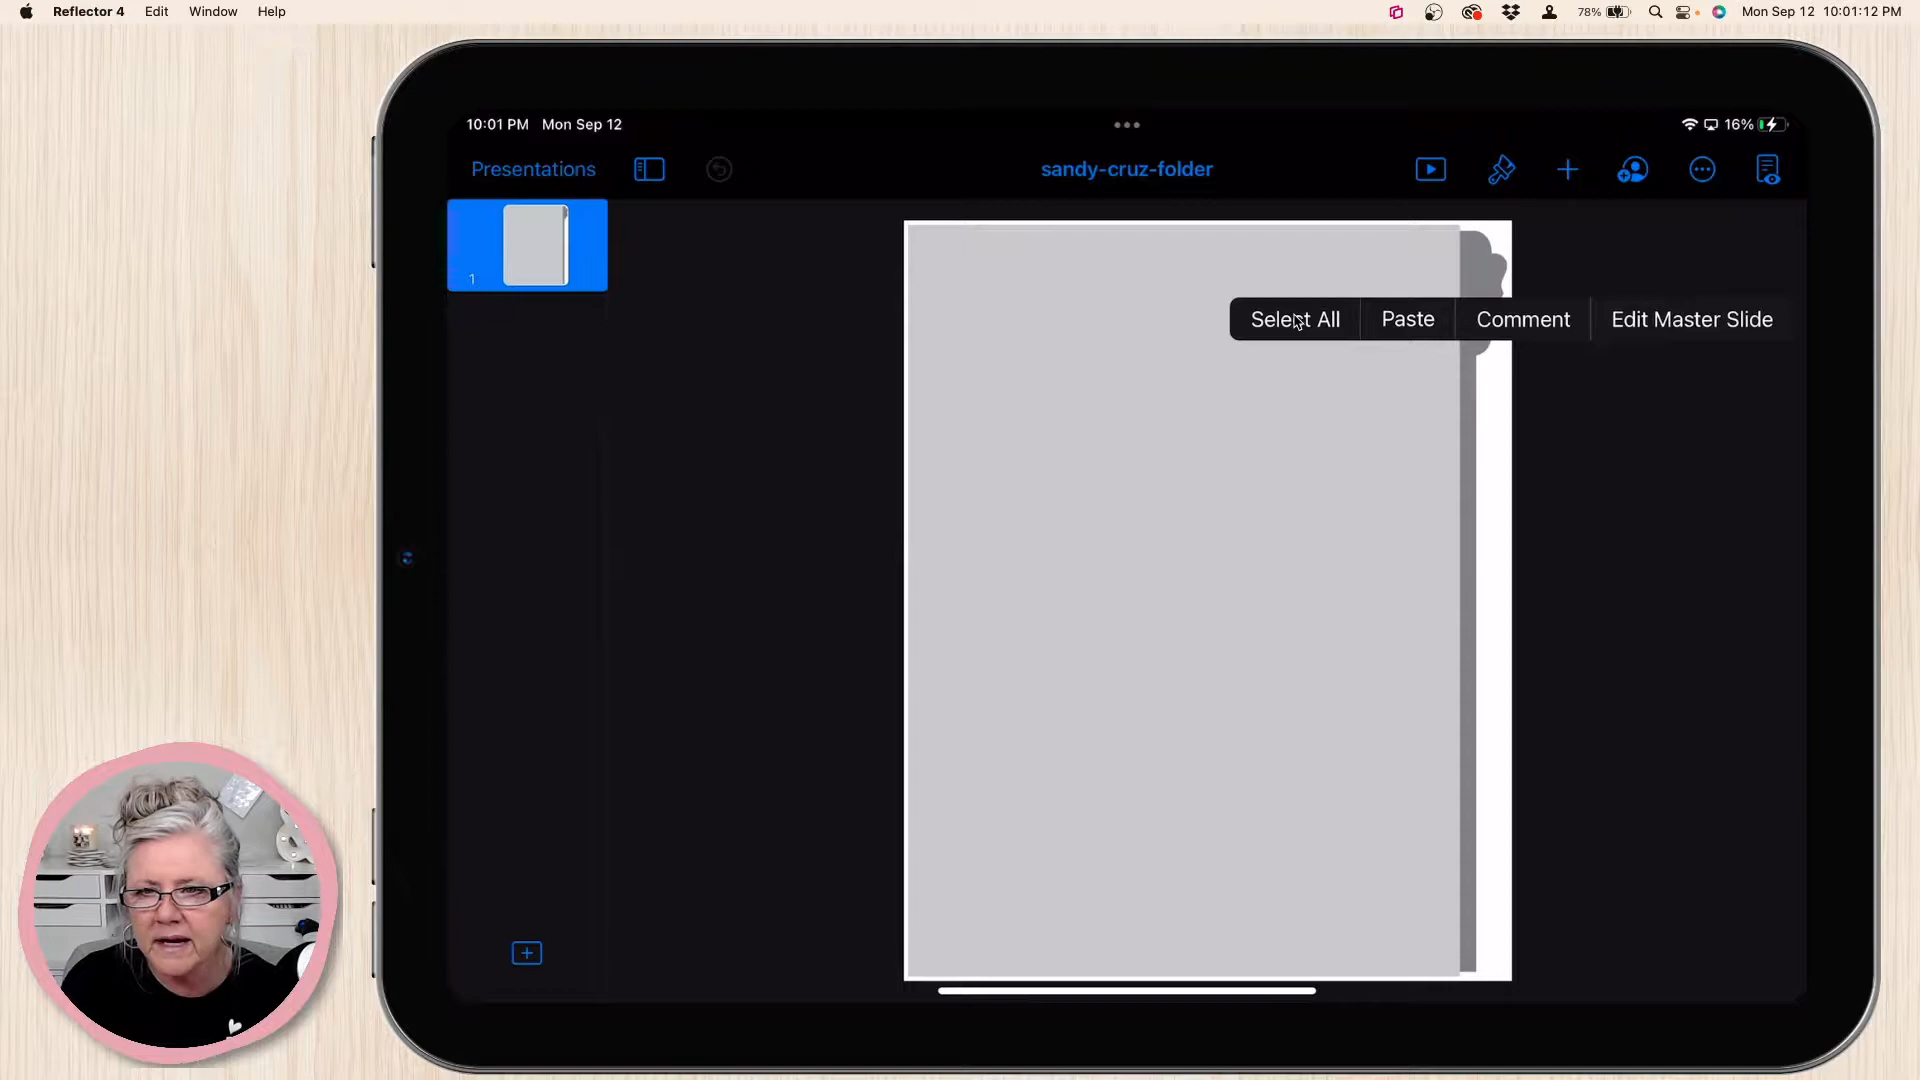 Reflector 4 Edit Window Help
78% Mon Sep 12 10:01:12 PM
10:01 PM Mon Sep 12
16%
Presentations
sandy-cruz-folder
1
Select All Paste Comment Edit Master Slide